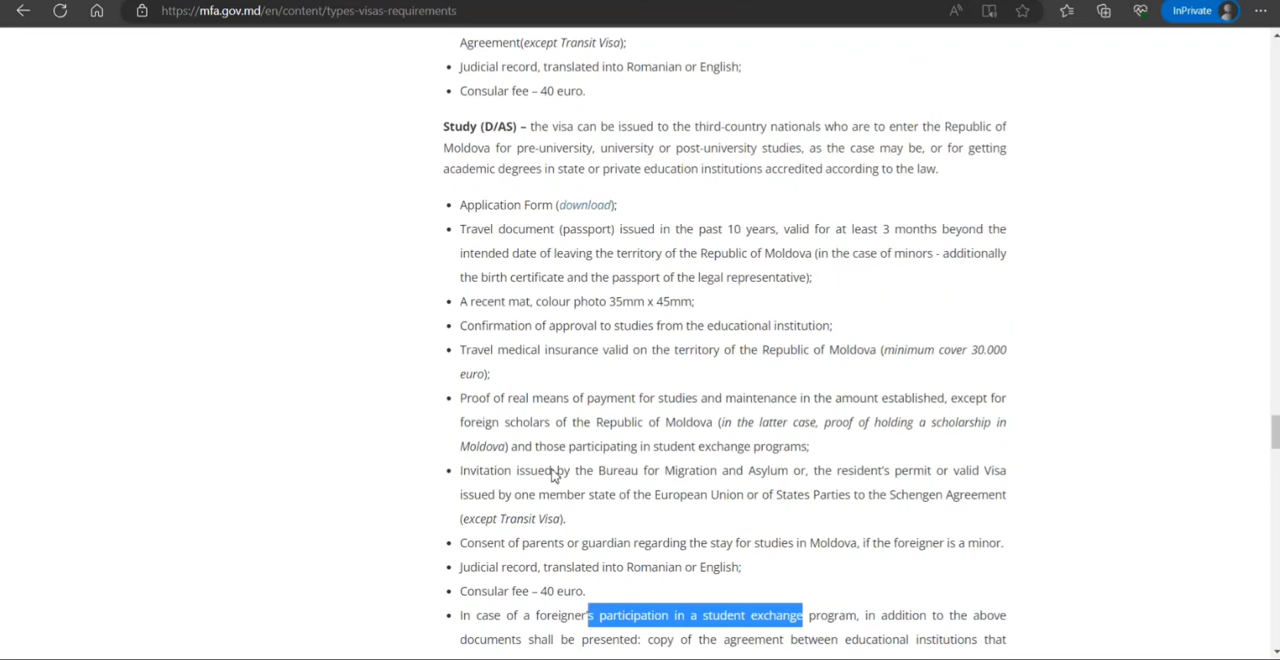 https://mfa.gov.md/en/content/types-visas-requirements
InPrivate
Agreement(except Transit Visa);
• Judicial record, translated into Romanian or English;
• Consular fee – 40 euro.
Study (D/AS) – the visa can be issued to the third-country nationals who are to enter the Republic of
Moldova for pre-university, university or post-university studies, as the case may be, or for getting
academic degrees in state or private education institutions accredited according to the law.
• Application Form (download);
• Travel document (passport) issued in the past 10 years, valid for at least 3 months beyond the
intended date of leaving the territory of the Republic of Moldova (in the case of minors - additionally
the birth certificate and the passport of the legal representative);
• A recent mat, colour photo 35mm x 45mm;
• Confirmation of approval to studies from the educational institution;
• Travel medical insurance valid on the territory of the Republic of Moldova (minimum cover 30.000
euro);
• Proof of real means of payment for studies and maintenance in the amount established, except for
foreign scholars of the Republic of Moldova (in the latter case, proof of holding a scholarship in
Moldova) and those participating in student exchange programs;
• Invitation issued by the Bureau for Migration and Asylum or, the resident's permit or valid Visa
issued by one member state of the European Union or of States Parties to the Schengen Agreement
(except Transit Visa).
• Consent of parents or guardian regarding the stay for studies in Moldova, if the foreigner is a minor.
• Judicial record, translated into Romanian or English;
• Consular fee – 40 euro.
• In case of a foreigner's participation in a student exchange program, in addition to the above
documents shall be presented: copy of the agreement between educational institutions that